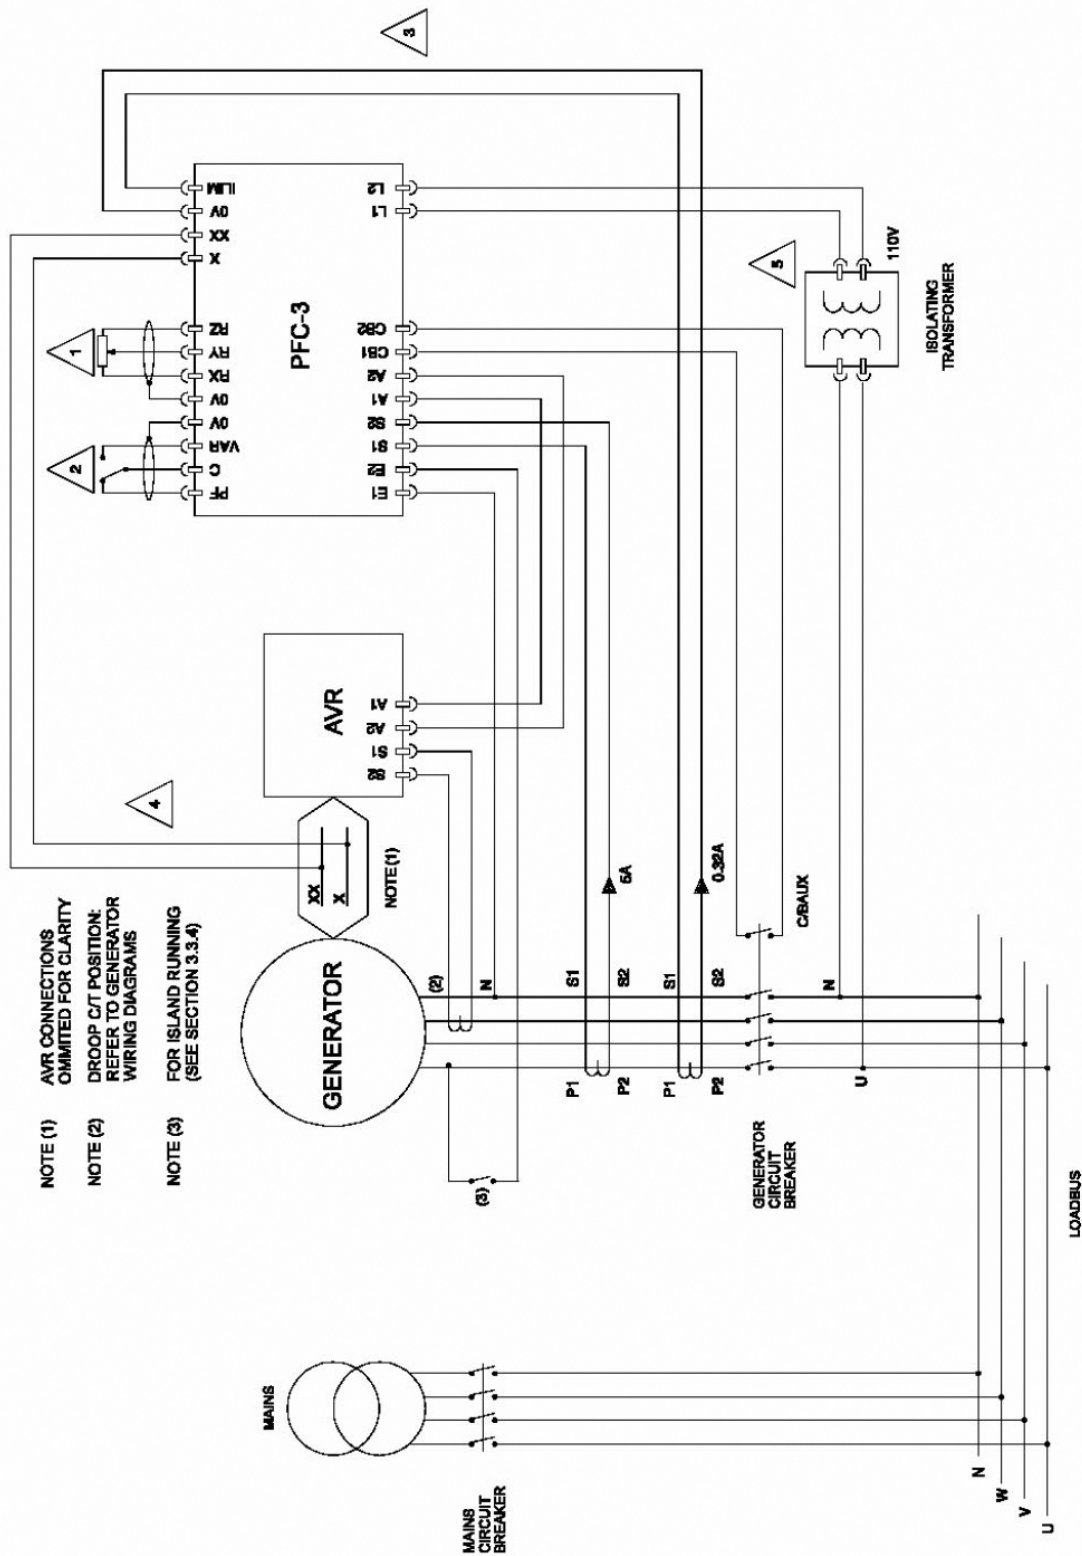 NOTE (1) AVR CONNECTIONS
OMMITED FOR CLARITY
NOTE (2) DROOP C/T POSITION:
REFER TO GENERATOR
WIRING DIAGRAMS
NOTE (3) FOR ISLAND RUNNING
(SEE SECTION 3.3.4)
4
2
1
3
MAINS
GENERATOR
XX
X
NOTE(1)
AVR
S2
S1
A2
A1
PFC-3
PF
C
VAR
0V
0V
RX
RY
RZ
X
XX
0V
ILIM
E1
E2
S1
S2
A1
A2
CB1
CB2
L1
L2
MAINS
CIRCUIT
BREAKER
(3)
(2)
N
P1
S1
P2
S2
5A
P1
S1
P2
S2
0.32A
GENERATOR
CIRCUIT
BREAKER
C/BAUX
5
N
U
110V
ISOLATING
TRANSFORMER
N
W
V
U
LOADBUS